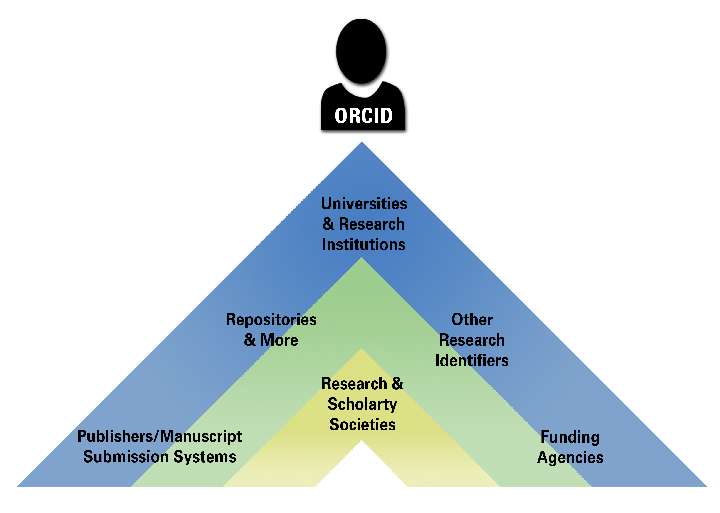 ORCID
Universities
& Research
Institutions
Repositories
& More
Other
Research
Identifiers
Research &
Scholarty
Societies
Publishers/Manuscript
Submission Systems
Funding
Agencies